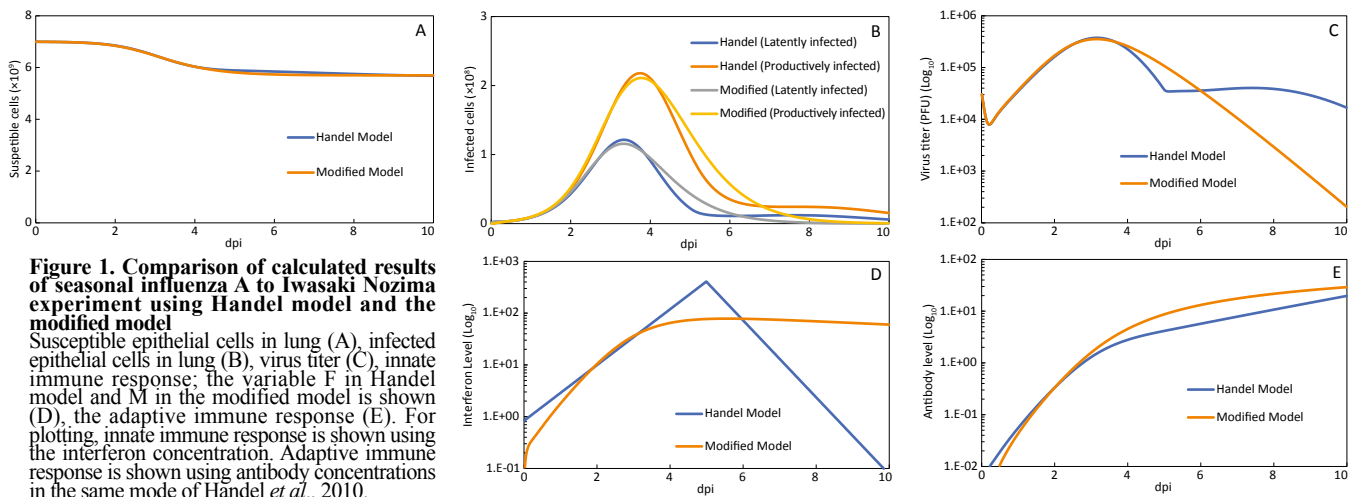 A
Suspetible cells (×10⁹)
8
6
4
2
0
0 2 4 6 8 10
dpi
Handel Model
Modified Model
B
Infected cells (×10⁸)
3
2
1
0
0 2 4 6 8 10
dpi
Handel (Latently infected)
Handel (Productively infected)
Modified (Latently infected)
Modified (Productively infected)
C
Virus titer (PFU) (Log₁₀)
1.E+06
1.E+05
1.E+04
1.E+03
1.E+02
0 2 4 6 8 10
dpi
Handel Model
Modified Model
Figure 1. Comparison of calculated results
of seasonal influenza A to Iwasaki Nozima
experiment using Handel model and the
modified model
Susceptible epithelial cells in lung (A), infected
epithelial cells in lung (B), virus titer (C), innate
immune response; the variable F in Handel
model and M in the modified model is shown
(D), the adaptive immune response (E). For
plotting, innate immune response is shown using
the interferon concentration. Adaptive immune
response is shown using antibody concentrations
in the same mode of Handel et al., 2010.
D
Interferon Level (Log₁₀)
1.E+03
1.E+02
1.E+01
1.E+00
1.E-01
0 2 4 6 8 10
dpi
Handel Model
Modified Model
E
Antibody level (Log₁₀)
1.E+02
1.E+01
1.E+00
1.E-01
1.E-02
0 2 4 6 8 10
dpi
Handel Model
Modified Model